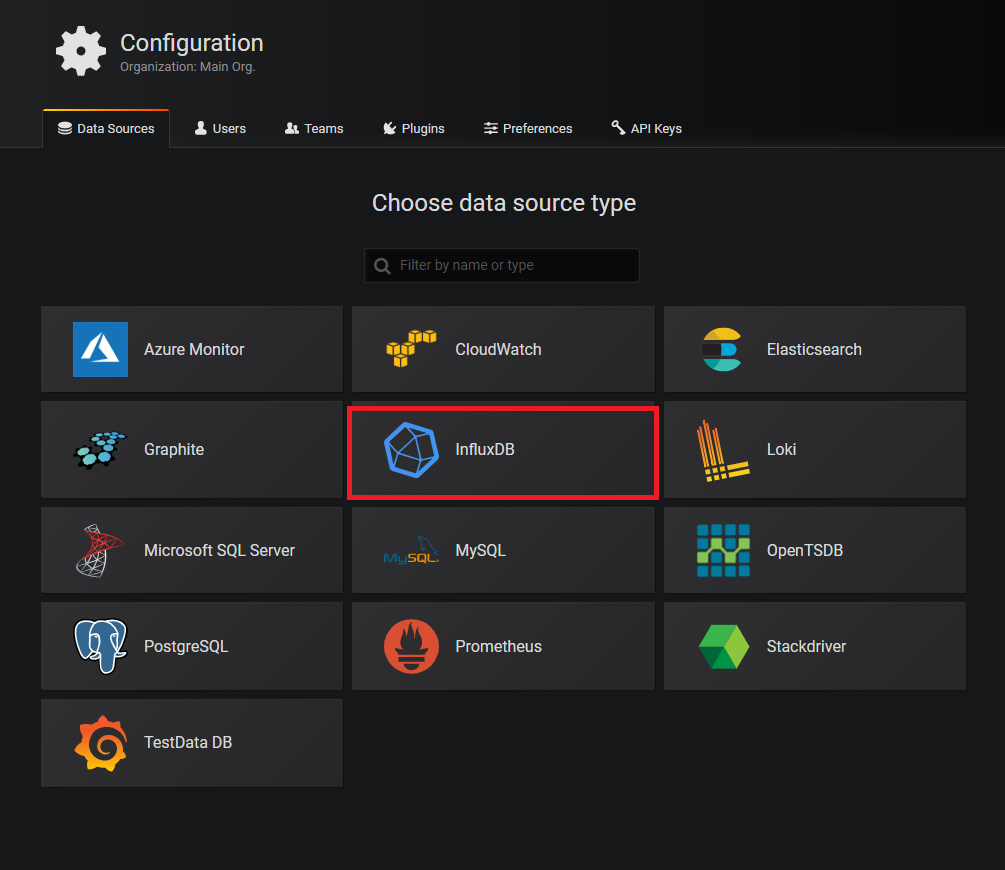 Configuration
Organization: Main Org.
Data Sources Users Teams Plugins Preferences API Keys
Choose data source type
Filter by name or type
Azure Monitor CloudWatch Elasticsearch
Graphite InfluxDB Loki
Microsoft SQL Server MySQL MySQL OpenTSDB
PostgreSQL Prometheus Stackdriver
TestData DB